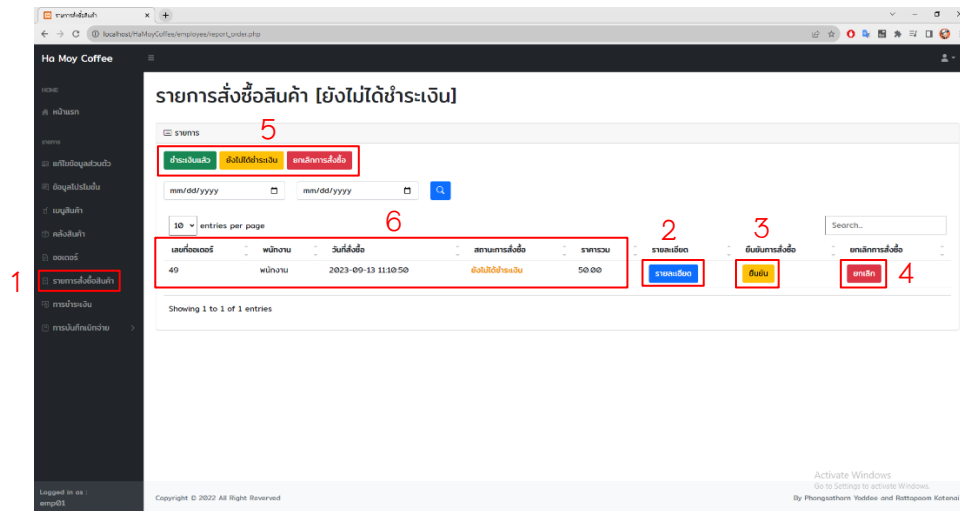 รายการสั่งซื้อสินค้า
localhost/HaMoyCoffee/employee/report_order.php
Ha Moy Coffee
HOME
หน้าแรก
รายการ
แก้ไขข้อมูลส่วนตัว
ข้อมูลโปรโมชั่น
เมนูสินค้า
คลังสินค้า
ออเดอร์
1
รายการสั่งซื้อสินค้า
การชำระเงิน
การบันทึกเบิกจ่าย
Logged in as :
emp01
รายการสั่งซื้อสินค้า [ยังไม่ได้ชำระเงิน]
รายการ
5
ชำระเงินแล้ว ยังไม่ได้ชำระเงิน ยกเลิกการสั่งซื้อ
mm/dd/yyyy mm/dd/yyyy
10 entries per page
6
Search...
2 3
เลขที่ออเดอร์ พนักงาน วันที่สั่งซื้อ สถานะการสั่งซื้อ ราคารวม รายละเอียด ยืนยันการสั่งซื้อ ยกเลิกการสั่งซื้อ
49 พนักงาน 2023-09-13 11:10:50 ยังไม่ได้ชำระเงิน 50.00 รายละเอียด ยืนยัน ยกเลิก 4
Showing 1 to 1 of 1 entries
Activate Windows
Go to Settings to activate Windows.
Copyright © 2022 All Right Reserved
By Phongsathorn Yoddee and Rattapoom Kotanai